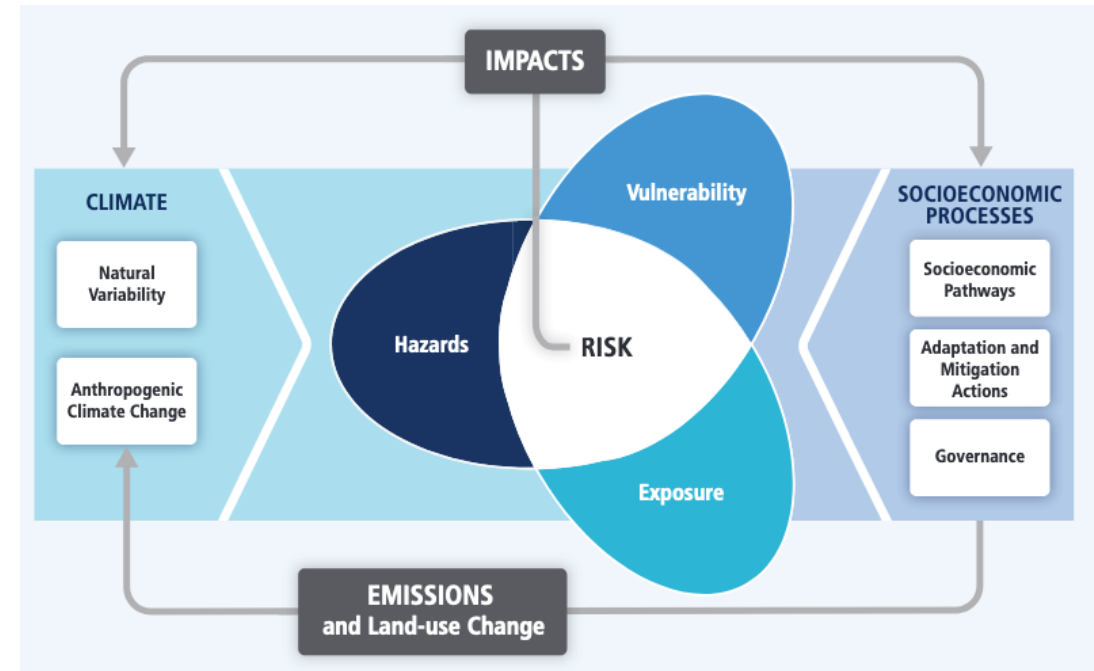 IMPACTS
CLIMATE
Natural
Variability
Anthropogenic
Climate Change
Vulnerability
Hazards
RISK
Exposure
SOCIOECONOMIC
PROCESSES
Socioeconomic
Pathways
Adaptation and
Mitigation
Actions
Governance
EMISSIONS
and Land-use Change